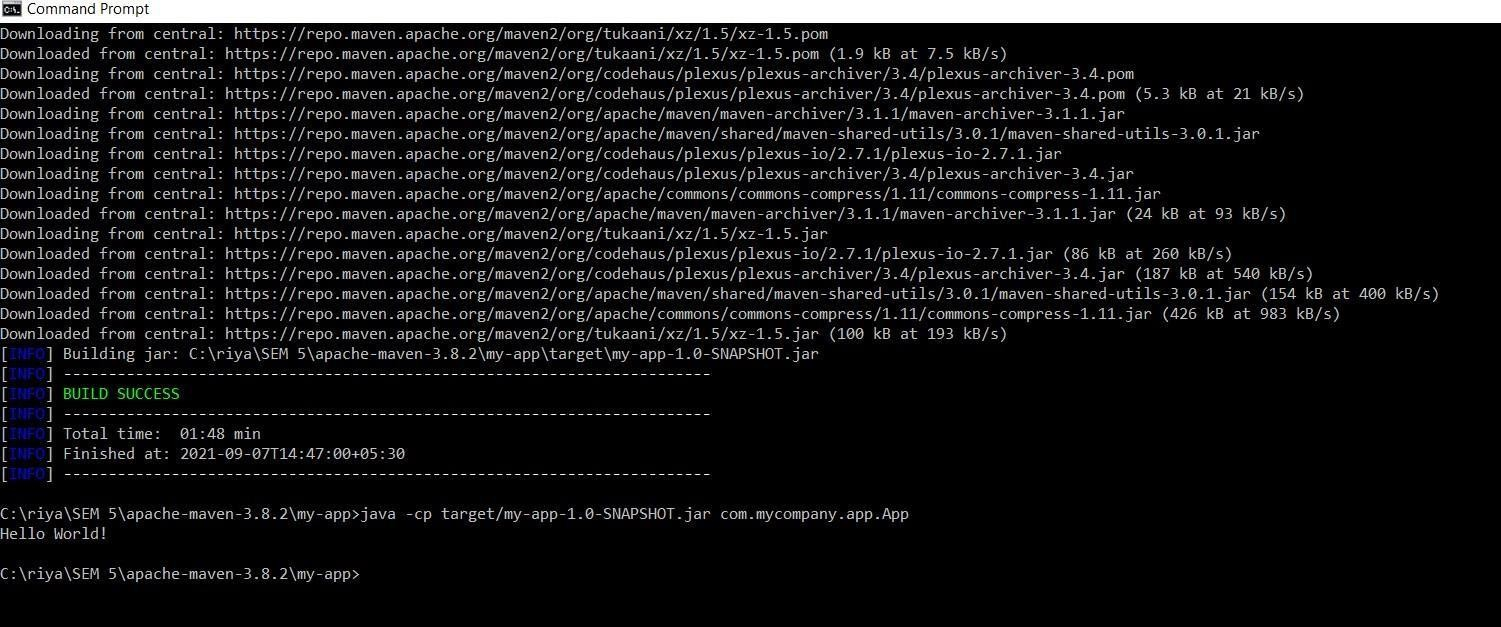 Command Prompt
Downloading from central: https://repo.maven.apache.org/maven2/org/tukaani/xz/1.5/xz-1.5.pom
Downloaded from central: https://repo.maven.apache.org/maven2/org/tukaani/xz/1.5/xz-1.5.pom (1.9 kB at 7.5 kB/s)
Downloading from central: https://repo.maven.apache.org/maven2/org/codehaus/plexus/plexus-archiver/3.4/plexus-archiver-3.4.pom
Downloaded from central: https://repo.maven.apache.org/maven2/org/codehaus/plexus/plexus-archiver/3.4/plexus-archiver-3.4.pom (5.3 kB at 21 kB/s)
Downloading from central: https://repo.maven.apache.org/maven2/org/apache/maven/maven-archiver/3.1.1/maven-archiver-3.1.1.jar
Downloading from central: https://repo.maven.apache.org/maven2/org/apache/maven/shared/maven-shared-utils/3.0.1/maven-shared-utils-3.0.1.jar
Downloading from central: https://repo.maven.apache.org/maven2/org/codehaus/plexus/plexus-io/2.7.1/plexus-io-2.7.1.jar
Downloading from central: https://repo.maven.apache.org/maven2/org/codehaus/plexus/plexus-archiver/3.4/plexus-archiver-3.4.jar
Downloading from central: https://repo.maven.apache.org/maven2/org/apache/commons/commons-compress/1.11/commons-compress-1.11.jar
Downloaded from central: https://repo.maven.apache.org/maven2/org/apache/maven/maven-archiver/3.1.1/maven-archiver-3.1.1.jar (24 kB at 93 kB/s)
Downloading from central: https://repo.maven.apache.org/maven2/org/tukaani/xz/1.5/xz-1.5.jar
Downloaded from central: https://repo.maven.apache.org/maven2/org/codehaus/plexus/plexus-io/2.7.1/plexus-io-2.7.1.jar (86 kB at 260 kB/s)
Downloaded from central: https://repo.maven.apache.org/maven2/org/codehaus/plexus/plexus-archiver/3.4/plexus-archiver-3.4.jar (187 kB at 540 kB/s)
Downloaded from central: https://repo.maven.apache.org/maven2/org/apache/maven/shared/maven-shared-utils/3.0.1/maven-shared-utils-3.0.1.jar (154 kB at 400 kB/s)
Downloaded from central: https://repo.maven.apache.org/maven2/org/apache/commons/commons-compress/1.11/commons-compress-1.11.jar (426 kB at 983 kB/s)
Downloaded from central: https://repo.maven.apache.org/maven2/org/tukaani/xz/1.5/xz-1.5.jar (100 kB at 193 kB/s)
[INFO] Building jar: C:\riya\SEM 5\apache-maven-3.8.2\my-app\target\my-app-1.0-SNAPSHOT.jar
[INFO] ------------------------------------------------------------------------
[INFO] BUILD SUCCESS
[INFO] ------------------------------------------------------------------------
[INFO] Total time:  01:48 min
[INFO] Finished at: 2021-09-07T14:47:00+05:30
[INFO] ------------------------------------------------------------------------
C:\riya\SEM 5\apache-maven-3.8.2\my-app>java -cp target/my-app-1.0-SNAPSHOT.jar com.mycompany.app.App
Hello World!
C:\riya\SEM 5\apache-maven-3.8.2\my-app>